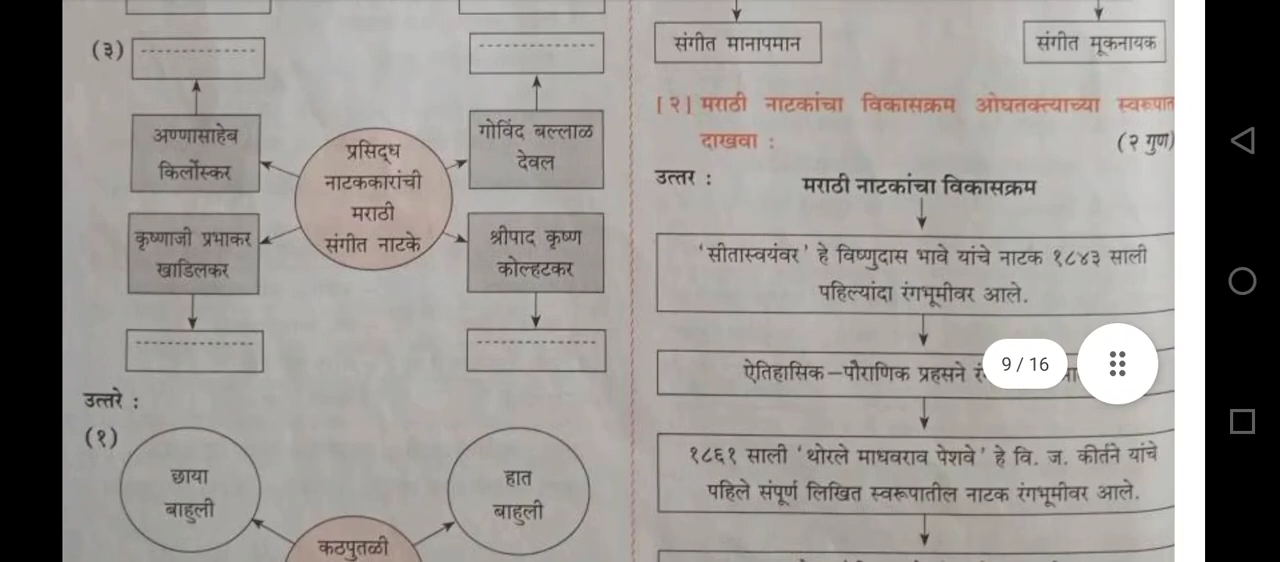 (३)
अण्णासाहेब
किर्लोस्कर
गोविंद बल्लाळ
देवल
प्रसिद्ध
नाटककारांची
मराठी
संगीत नाटके
कृष्णाजी प्रभाकर
खाडिलकर
श्रीपाद कृष्ण
कोल्हटकर
उत्तरे :
(१)
छाया
बाहुली
हात
बाहुली
कठपुतळी
संगीत मानापमान
संगीत मूकनायक
[२] मराठी नाटकांचा विकासक्रम ओघतक्त्याच्या स्वरूपात
दाखवा :
(२ गुण)
उत्तर :
मराठी नाटकांचा विकासक्रम
'सीतास्वयंवर' हे विष्णुदास भावे यांचे नाटक १८४३ साली
पहिल्यांदा रंगभूमीवर आले.
ऐतिहासिक–पौराणिक प्रहसने
9 / 16
१८६१ साली 'थोरले माधवराव पेशवे' हे वि. ज. कीर्तने यांचे
पहिले संपूर्ण लिखित स्वरूपातील नाटक रंगभूमीवर आले.